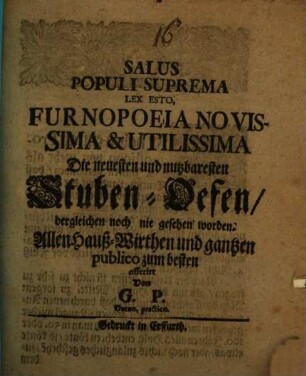 16
SALUS
POPULI SUPREMA
LEX ESTO,
FURNOPOEIA NOVIS-
SIMA & UTILISSIMA
Die neuesten und nutzbaresten
Stuben-Oefen/
dergleichen noch nie gesehen worden:
Allen Hauß-Wirthen und gantzen
publico zum besten
offerirt
Von
G. P.
practico.
Gedruckt in Erffurth.